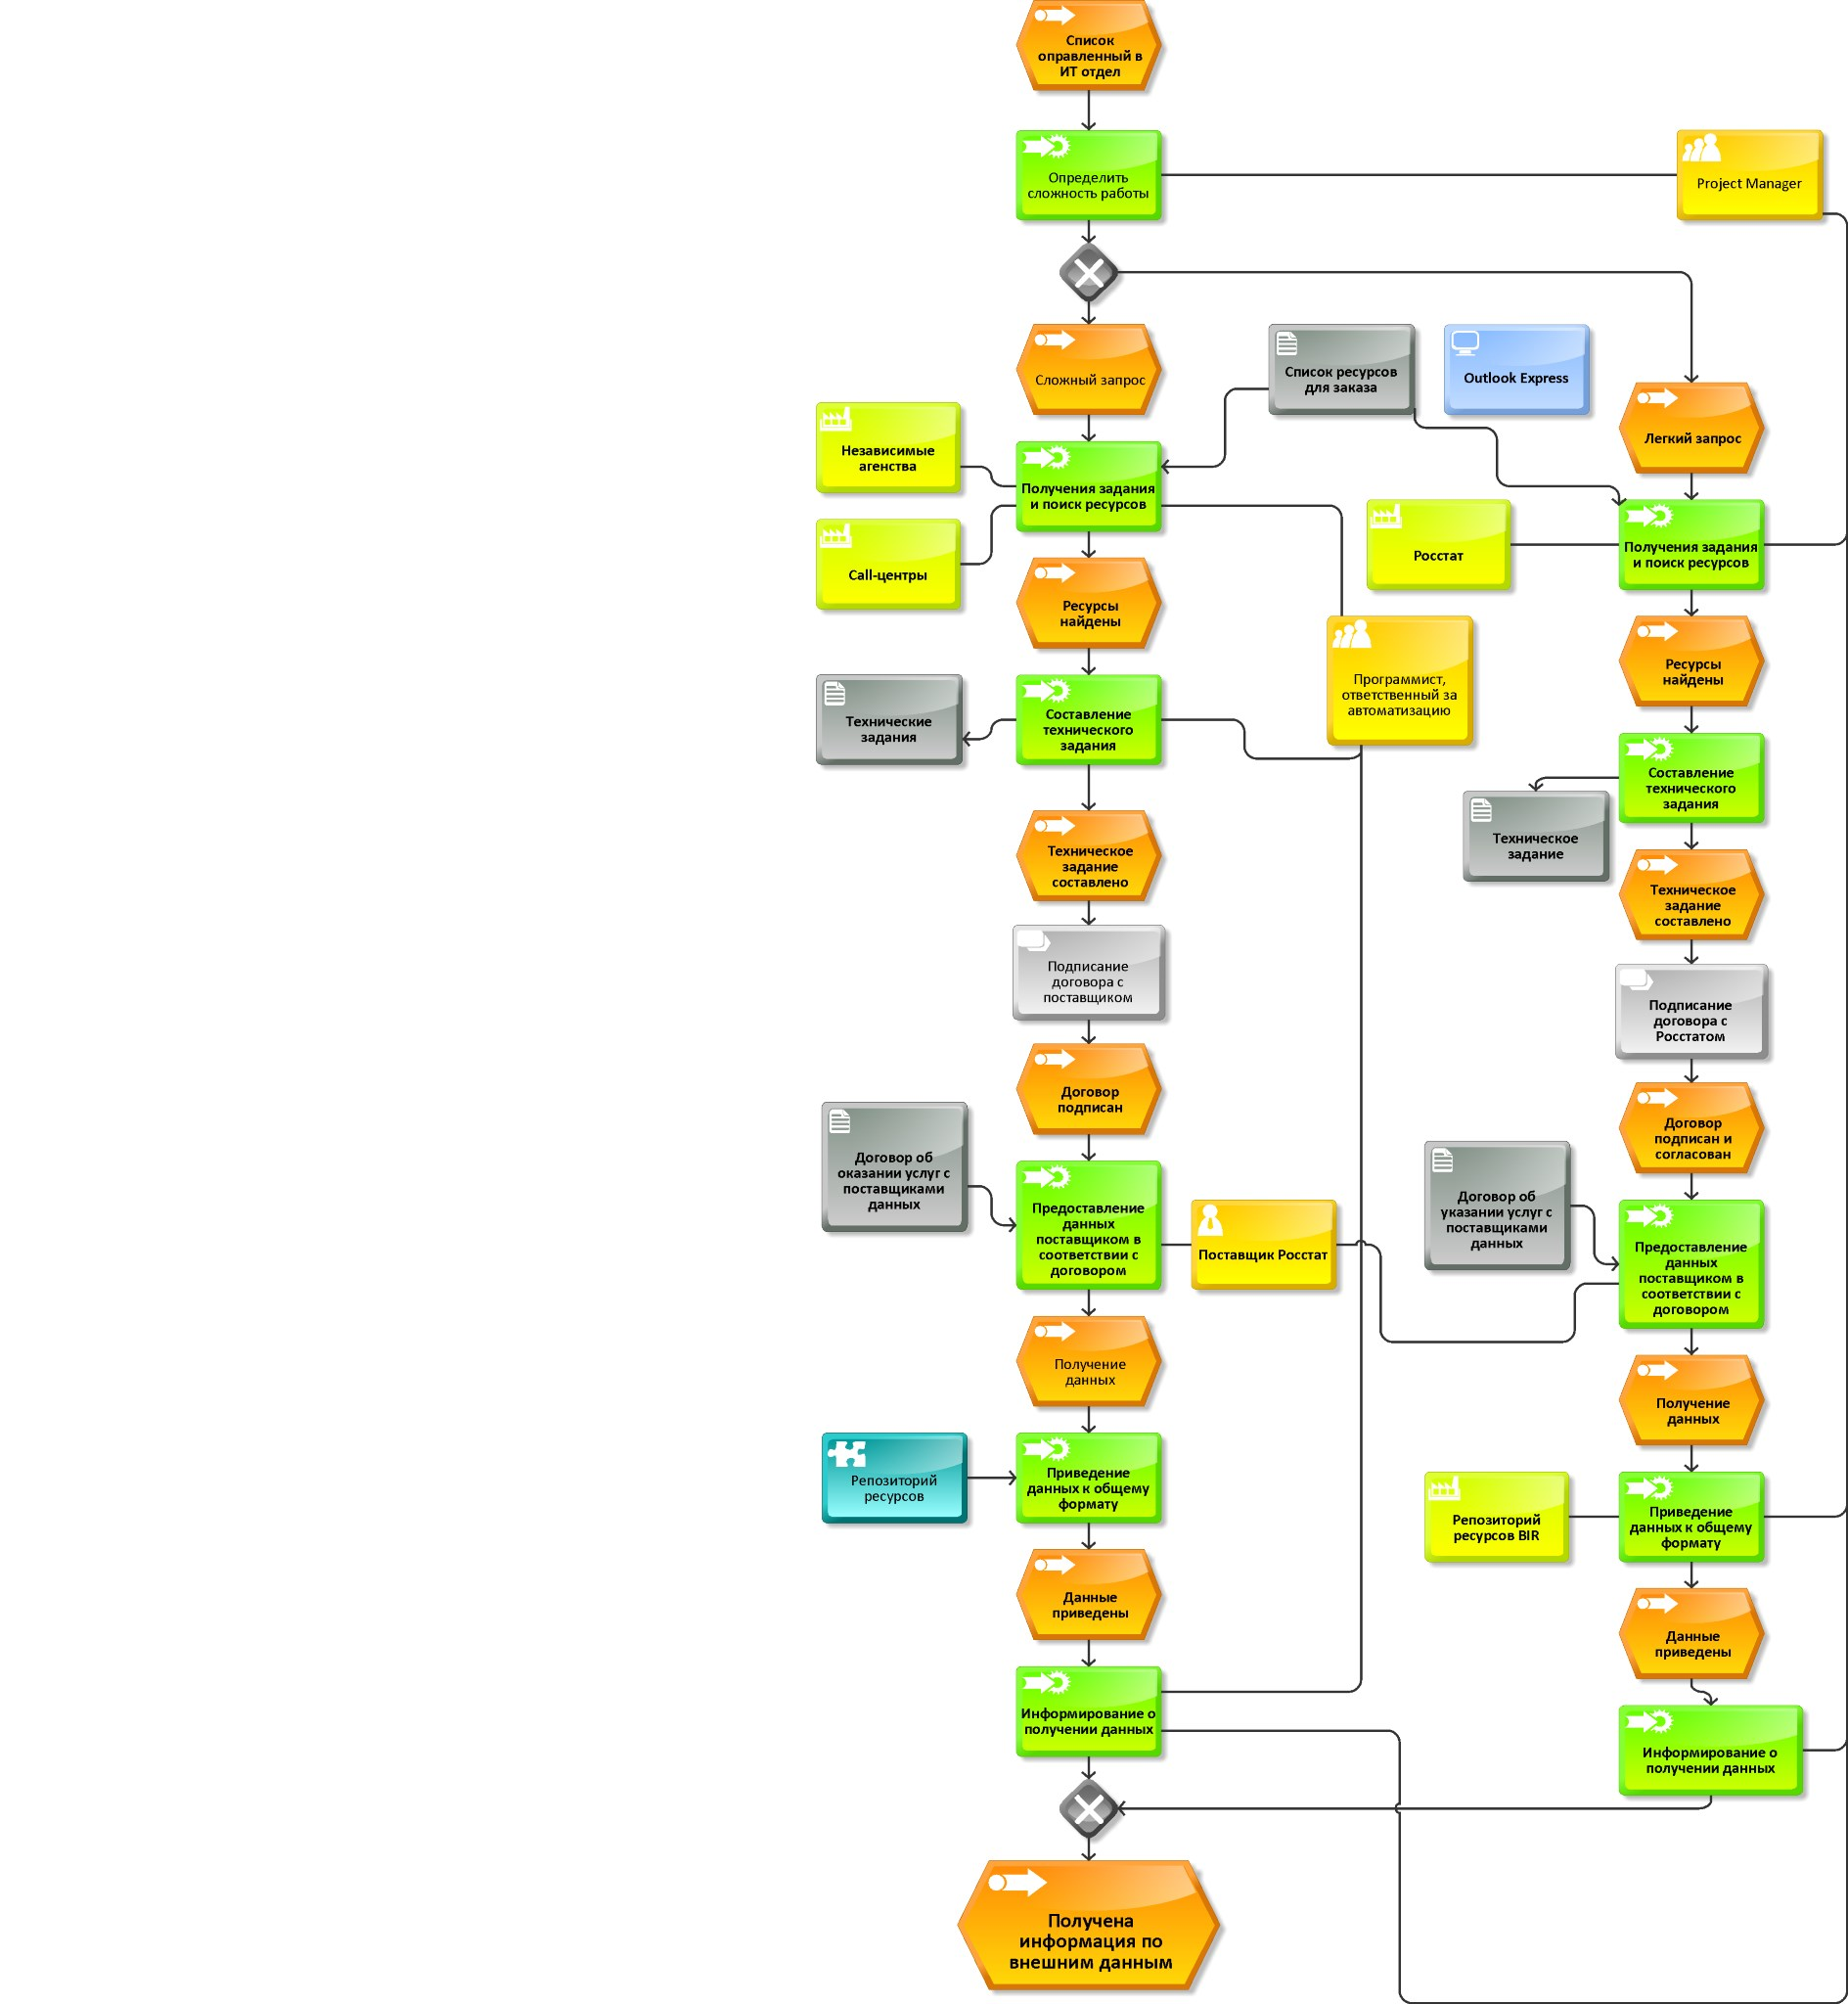 Список
оправленный в
ИТ отдел
Определить
сложность работы
Project Manager
Сложный запрос
Список ресурсов
для заказа
Outlook Express
Легкий запрос
Независимые
агенства
Получения задания
и поиск ресурсов
Call-центры
Росстат
Получения задания
и поиск ресурсов
Ресурсы
найдены
Программист,
ответственный за
автоматизацию
Ресурсы
найдены
Технические
задания
Составление
технического
задания
Составление
технического
задания
Техническое
задание
Техническое
задание
составлено
Техническое
задание
составлено
Подписание
договора с
поставщиком
Подписание
договора с
Росстатом
Договор
подписан
Договор
подписан и
согласован
Договор об
оказании услуг с
поставщиками
данных
Предоставление
данных
поставщиком в
соответствии с
договором
Поставщик Росстат
Договор об
указании услуг с
поставщиками
данных
Предоставление
данных
поставщиком в
соответствии с
договором
Получение
данных
Получение
данных
Репозиторий
ресурсов
Приведение
данных к общему
формату
Репозиторий
ресурсов BIR
Приведение
данных к общему
формату
Данные
приведены
Данные
приведены
Информирование о
получении данных
Информирование о
получении данных
Получена
информация по
внешним данным